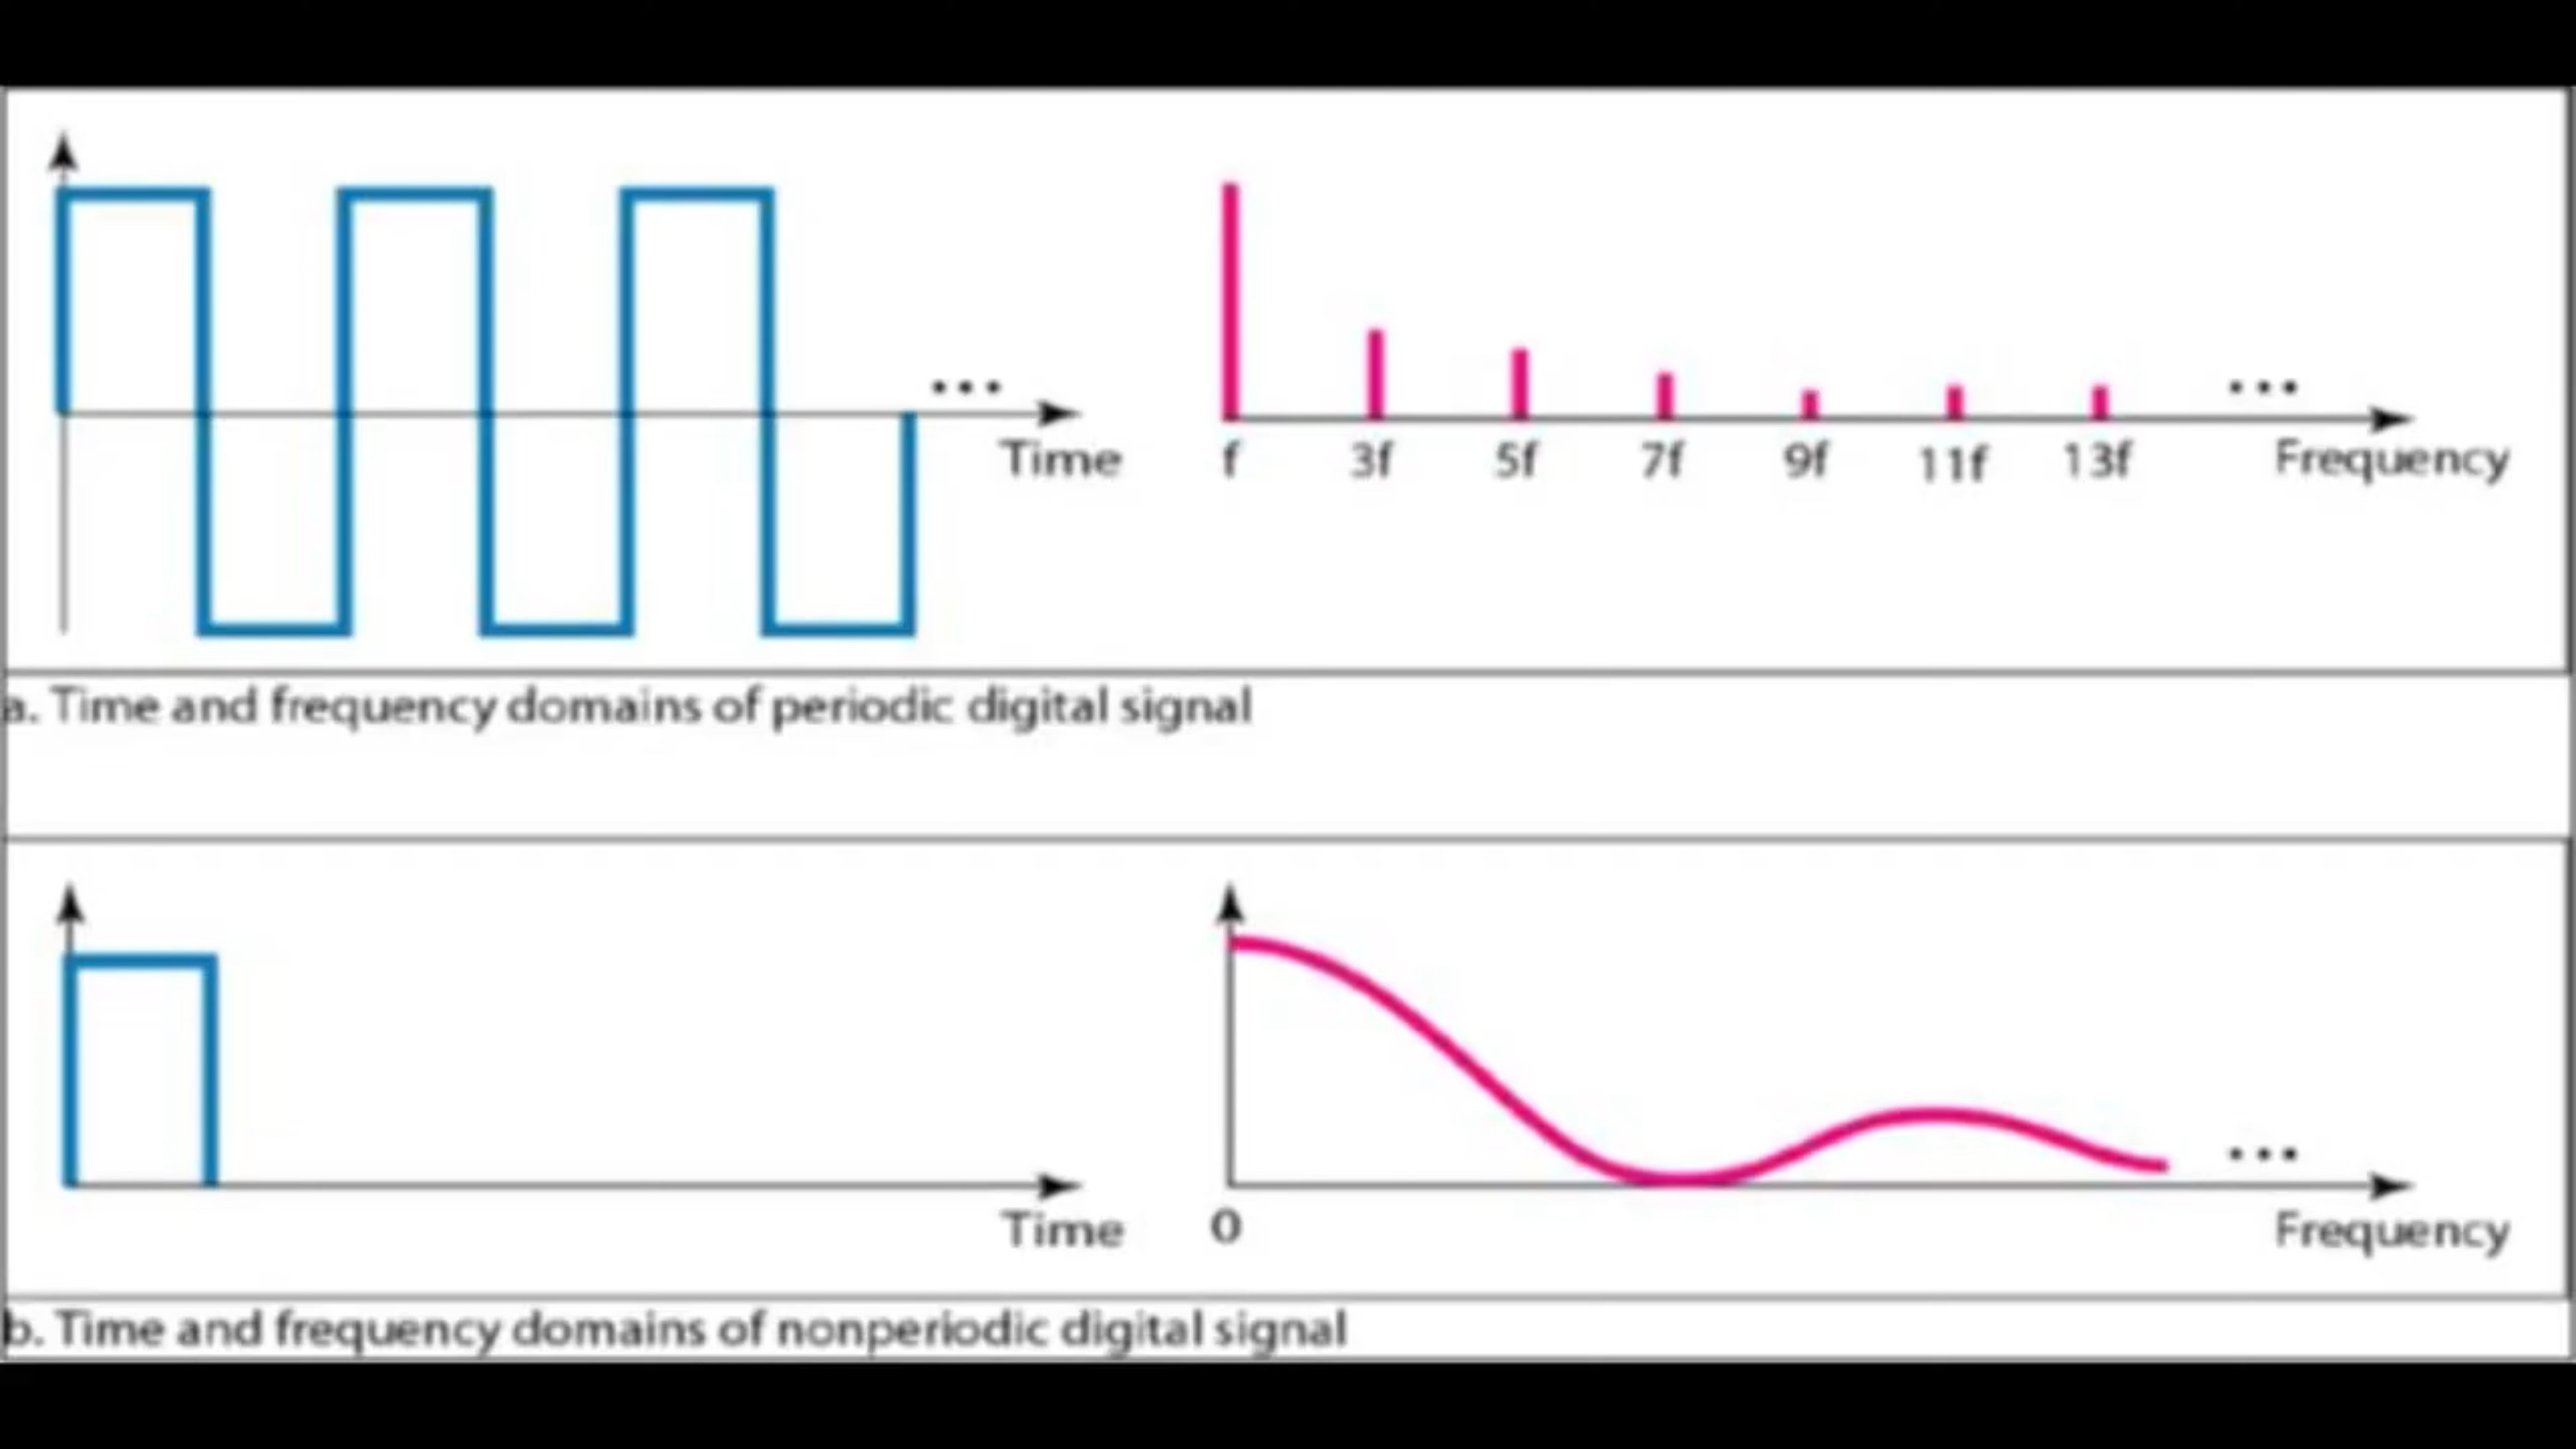 ...
...
Time
f 3f 5f 7f 9f 11f 13f Frequency
a. Time and frequency domains of periodic digital signal
...
Time
0
Frequency
b. Time and frequency domains of nonperiodic digital signal